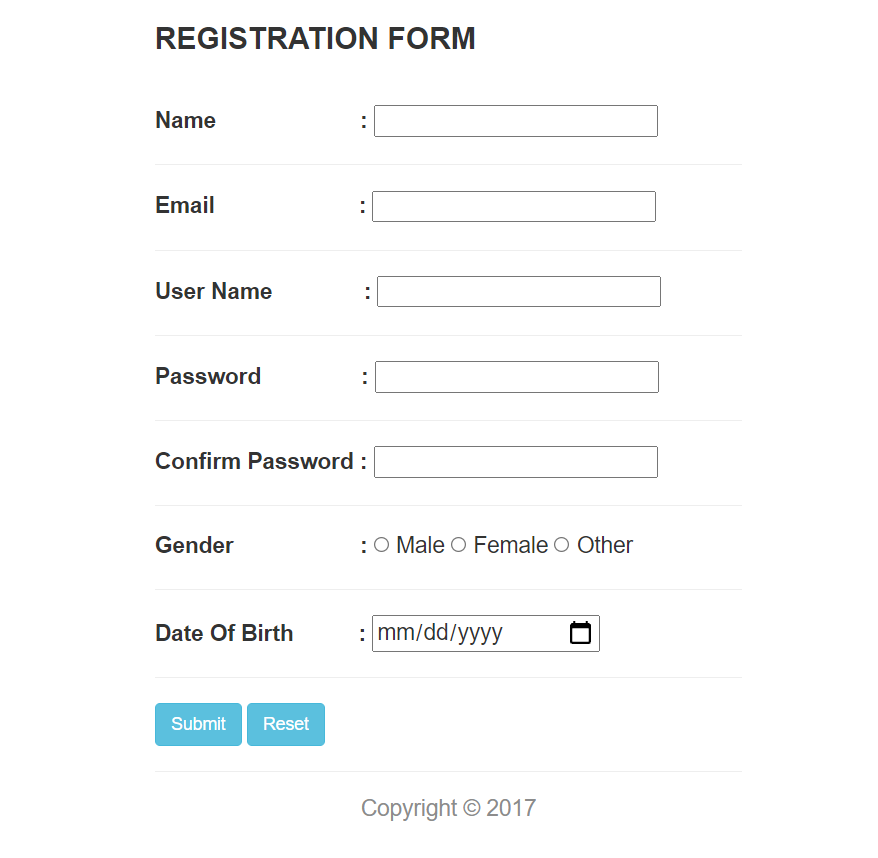 REGISTRATION FORM
Name :
Email :
User Name :
Password :
Confirm Password :
Gender : Male Female Other
Date Of Birth : mm/dd/yyyy
Submit Reset
Copyright © 2017